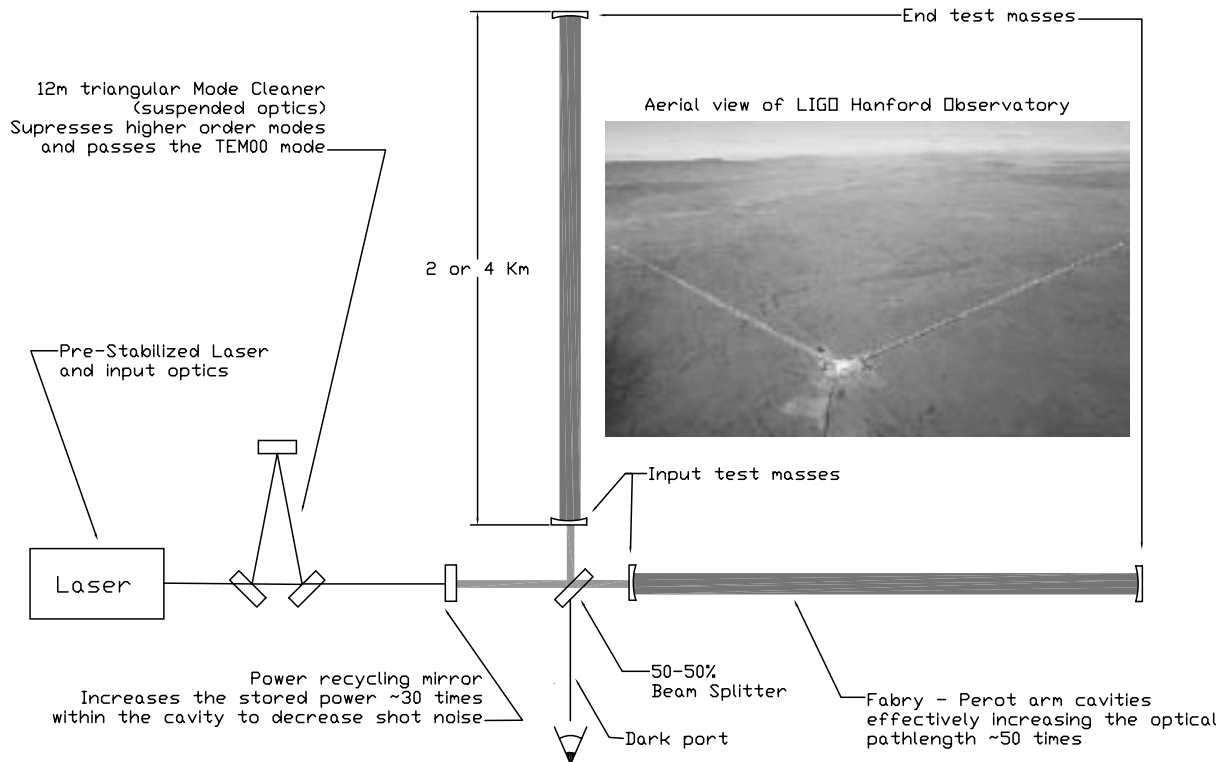 End test masses
12m triangular Mode Cleaner
(suspended optics)
Supresses higher order modes
and passes the TEM00 mode
Aerial view of LIGO Hanford Observatory
2 or 4 Km
Pre-Stabilized Laser
and input optics
Input test masses
Laser
Power recycling mirror
Increases the stored power ~30 times
within the cavity to decrease shot noise
50-50%
Beam Splitter
Dark port
Fabry - Perot arm cavities
effectively increasing the optical
pathlength ~50 times